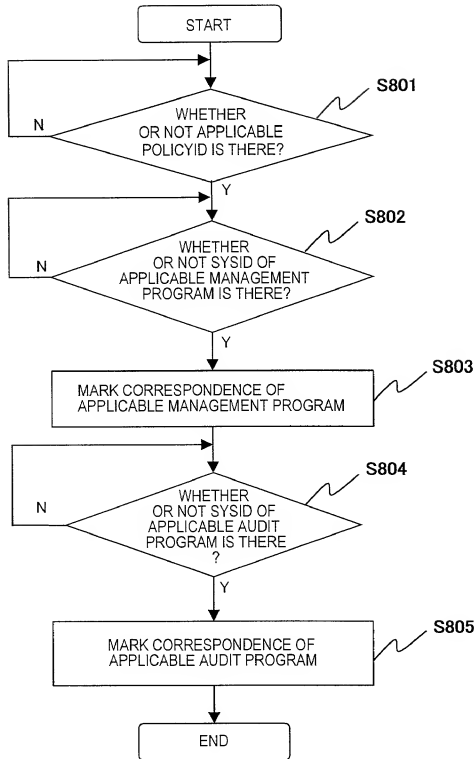 START
S801
WHETHER
OR NOT APPLICABLE
POLICYID IS THERE?
N
Y
S802
WHETHER
OR NOT SYSID OF
APPLICABLE MANAGEMENT
PROGRAM IS THERE?
N
Y
S803
MARK CORRESPONDENCE OF
APPLICABLE MANAGEMENT PROGRAM
S804
WHETHER
OR NOT SYSID OF
APPLICABLE AUDIT
PROGRAM IS THERE
?
N
Y
S805
MARK CORRESPONDENCE OF
APPLICABLE AUDIT PROGRAM
END